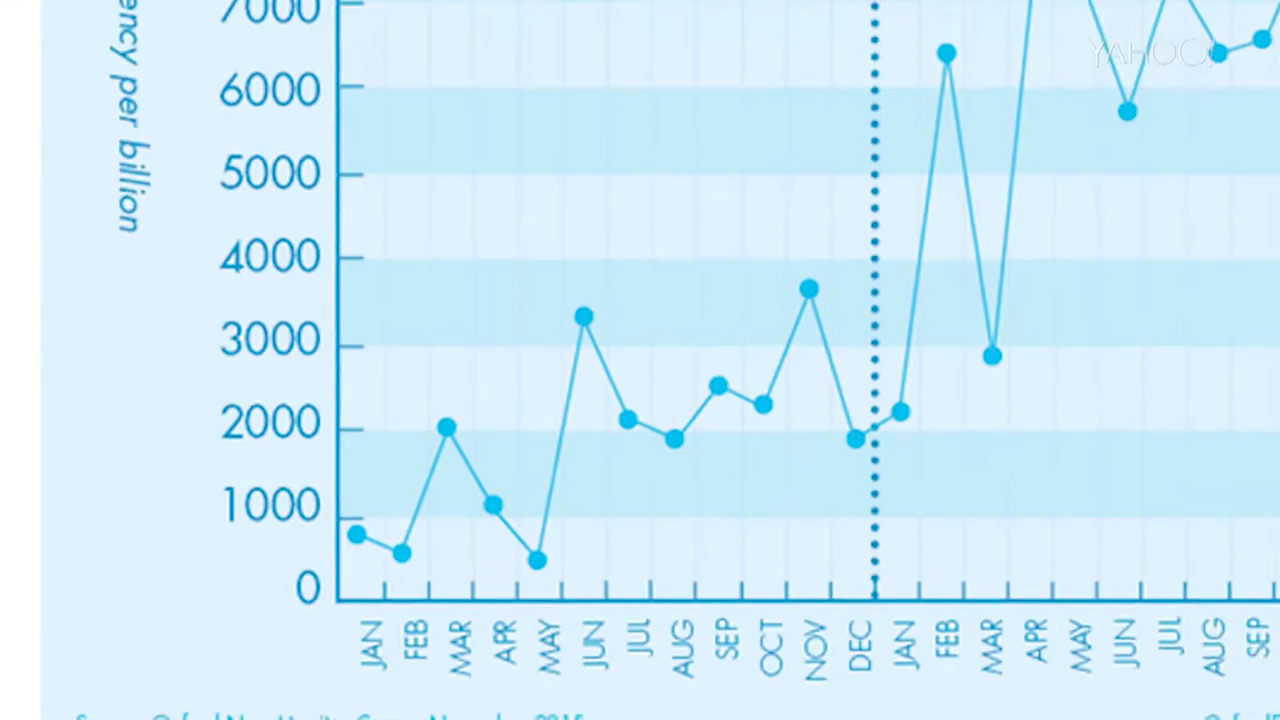 7000
YAHOO!
6000
ency per billion
5000
4000
3000
2000
1000
0
JAN FEB MAR APR MAY JUN JUL AUG SEP OCT NOV DEC JAN FEB MAR APR MAY JUN JUL AUG SEP